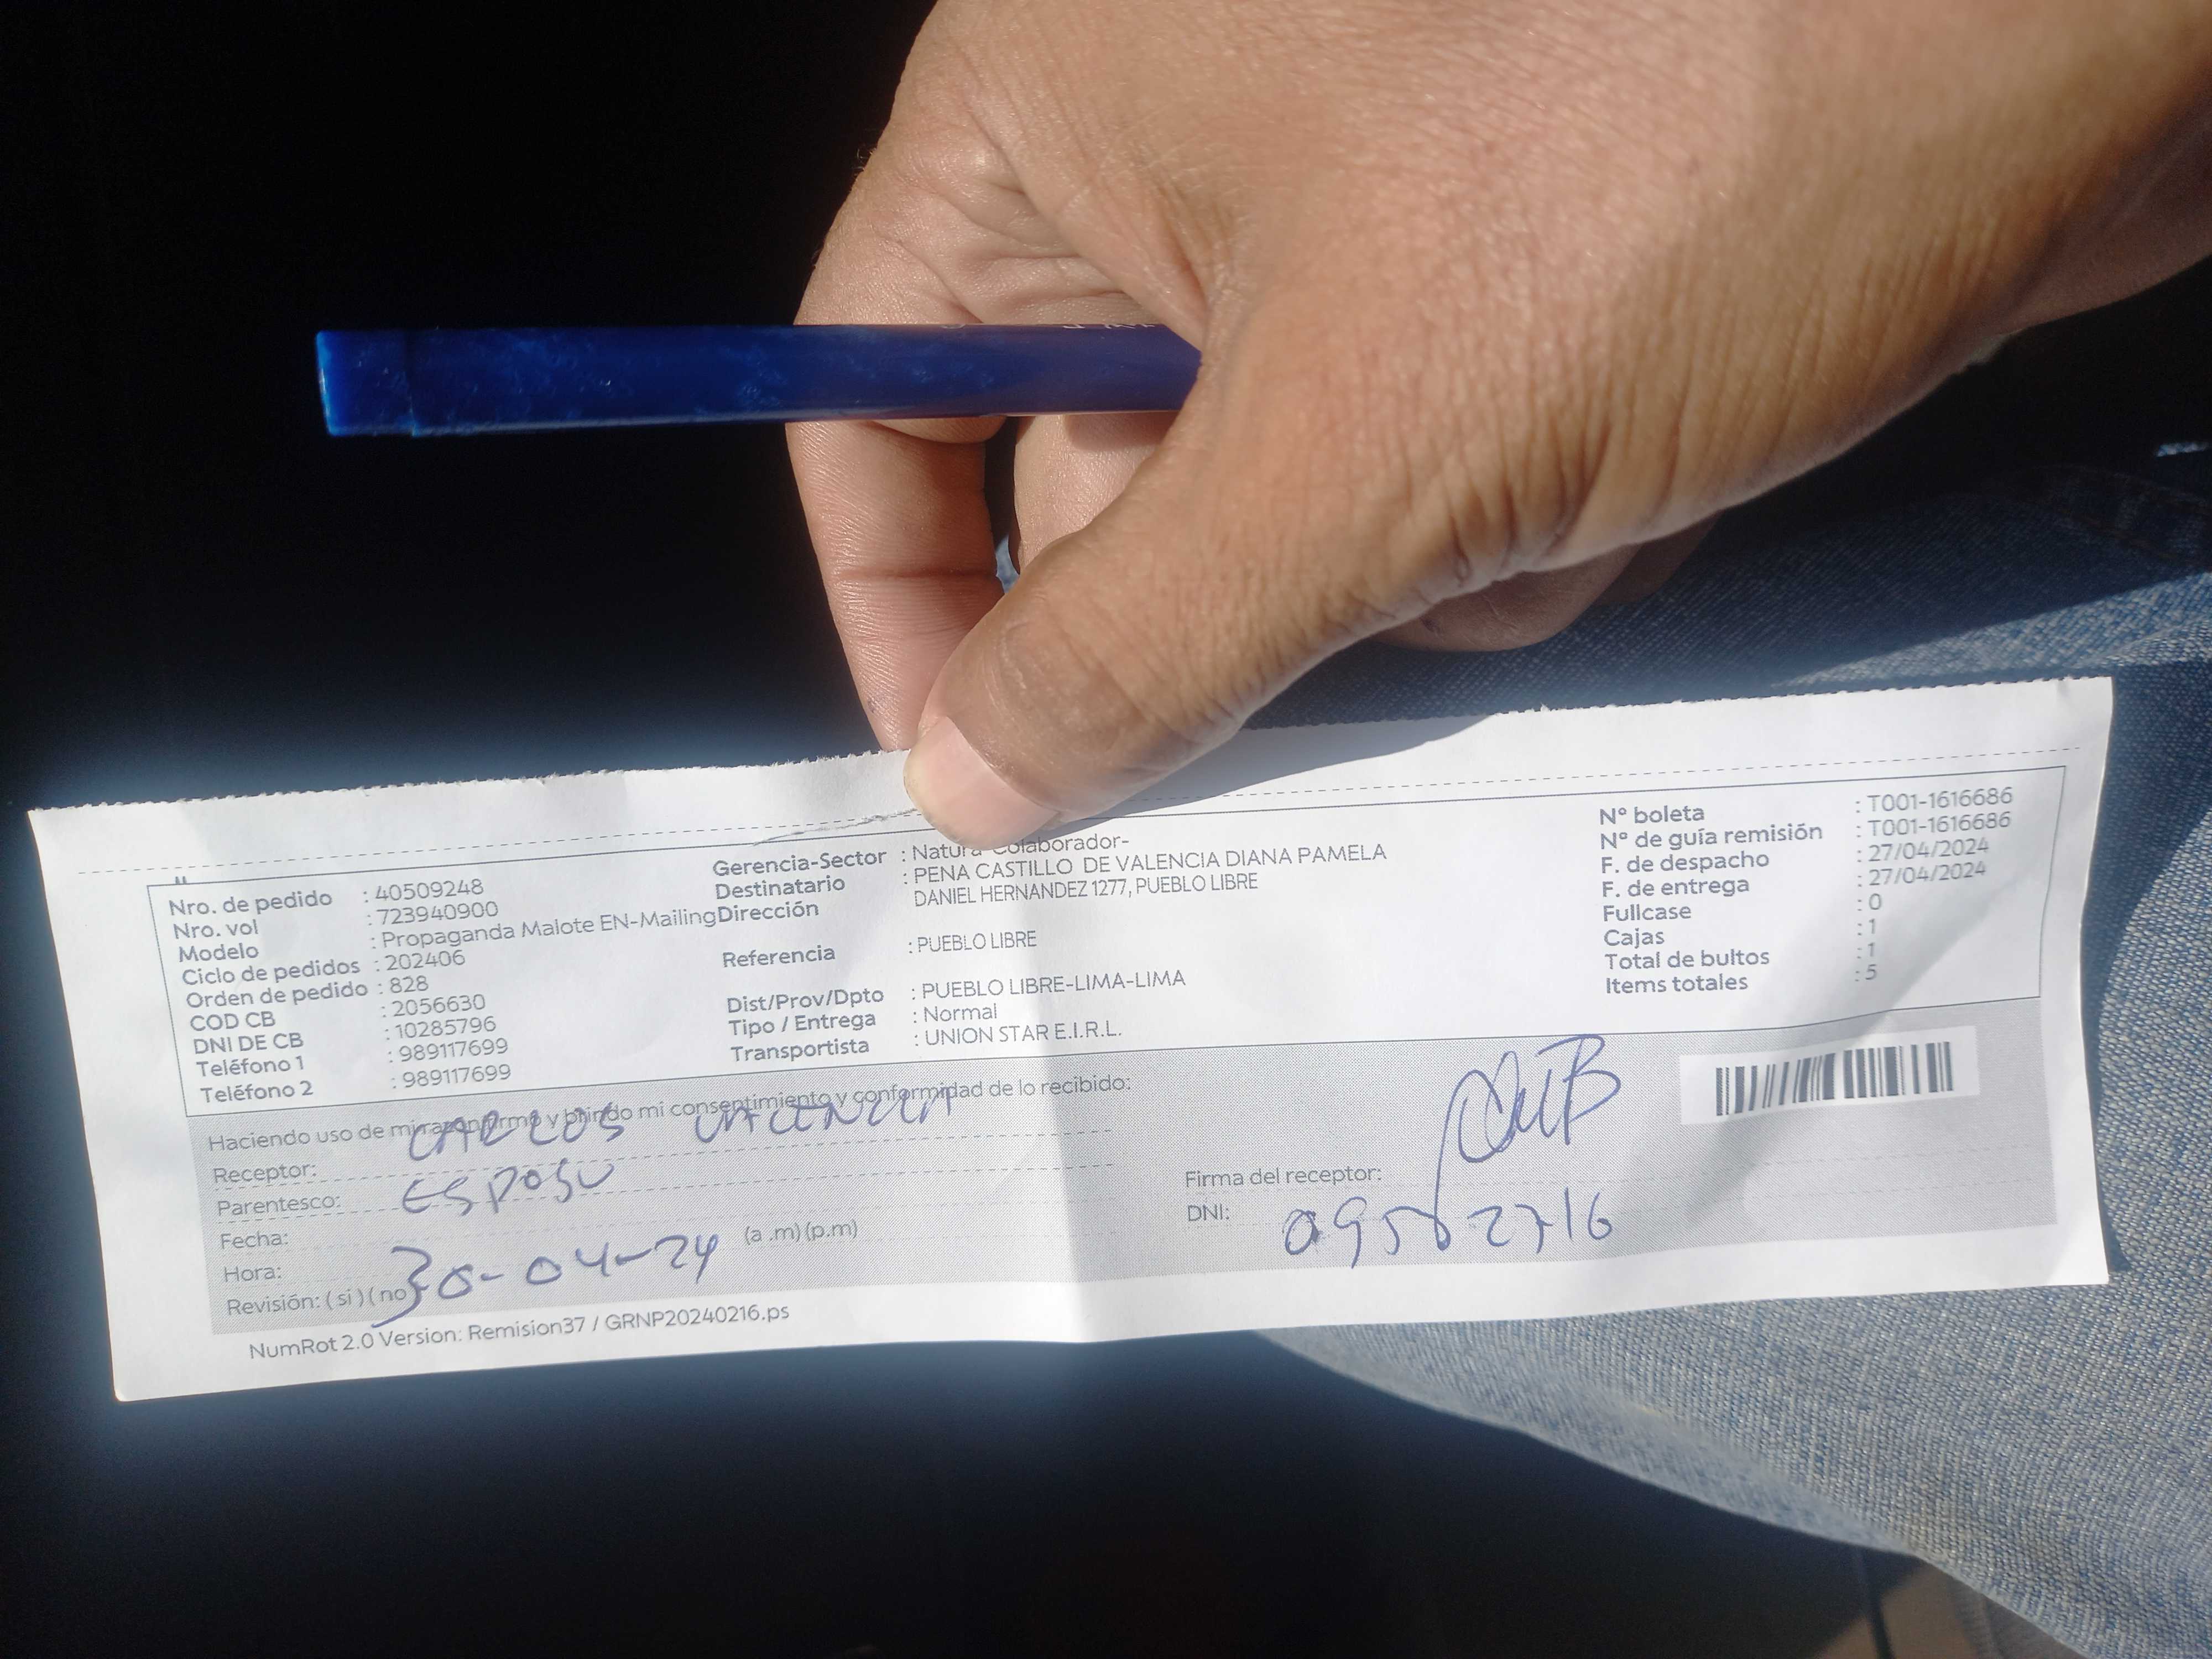 Nro. de pedido : 40509248
Nro. vol : 723940900
Modelo : Propaganda Malote EN-Mailing
Ciclo de pedidos : 202406
Orden de pedido : 828
COD CB : 2056630
DNI DE CB : 10285796
Teléfono 1 : 989117699
Teléfono 2 : 989117699
Gerencia-Sector : Natura Colaborador-
Destinatario : PENA CASTILLO DE VALENCIA DIANA PAMELA
Dirección DANIEL HERNANDEZ 1277, PUEBLO LIBRE
Referencia : PUEBLO LIBRE
Dist/Prov/Dpto : PUEBLO LIBRE-LIMA-LIMA
Tipo / Entrega : Normal
Transportista : UNION STAR E.I.R.L.
Nº boleta : T001-1616686
Nº de guía remisión : T001-1616686
F. de despacho : 27/04/2024
F. de entrega : 27/04/2024
Fullcase : 0
Cajas : 1
Total de bultos : 1
Items totales : 5
Haciendo uso de mi razon firmo y brindo mi consentimiento y conformidad de lo recibido:
Receptor: CARLOS VALENCIA
Parentesco: ESPOSO
Fecha: 30-04-24
Hora: (a .m) (p.m)
Revisión: ( si ) ( no )
Firma del receptor:
DNI: 09582716
NumRot 2.0 Version: Remision37 / GRNP20240216.ps